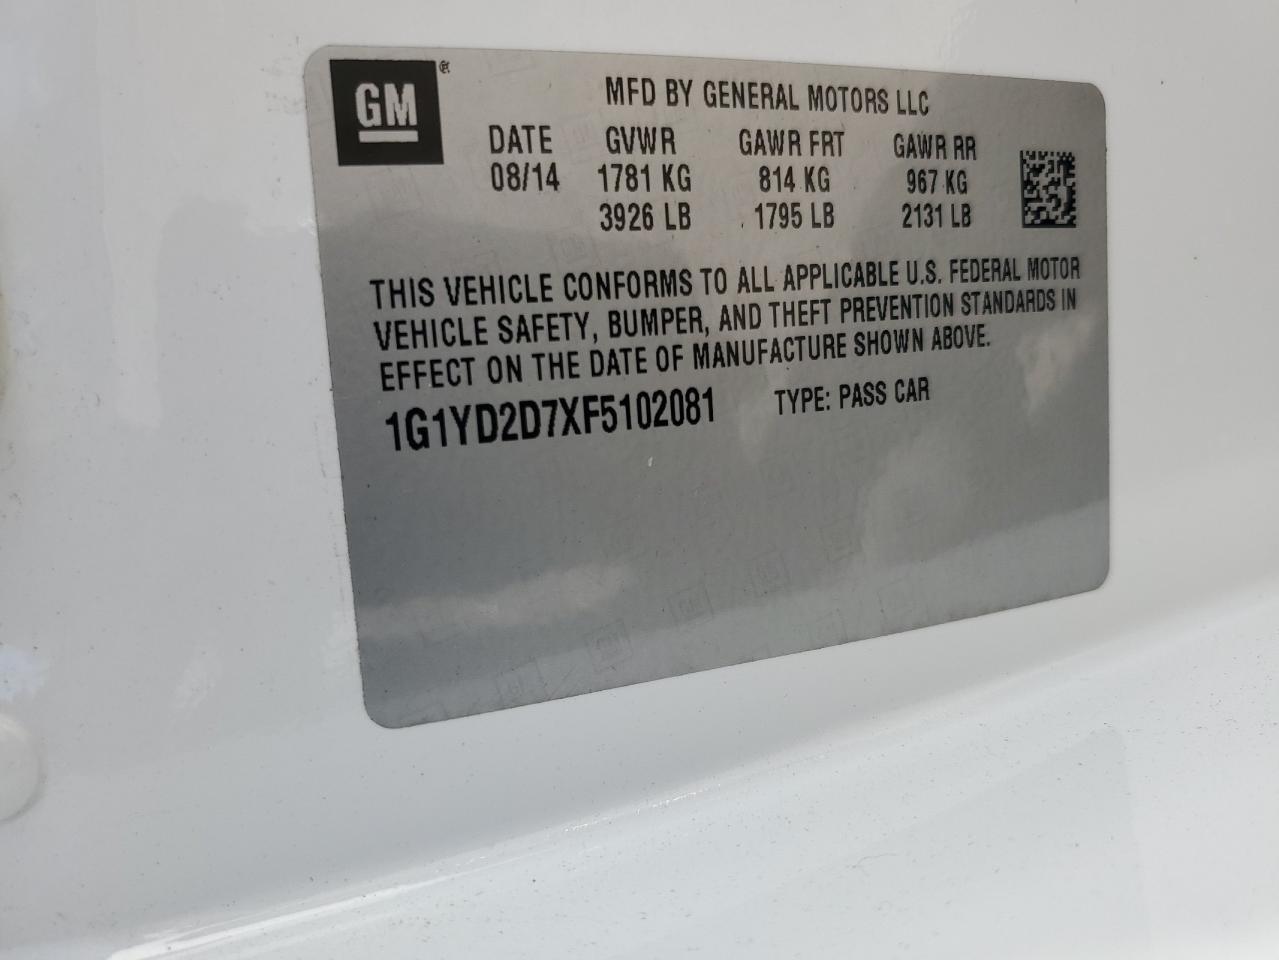 GM
MFD BY GENERAL MOTORS LLC
DATE GVWR GAWR FRT GAWR RR
08/14 1781 KG 814 KG 967 KG
3926 LB 1795 LB 2131 LB
THIS VEHICLE CONFORMS TO ALL APPLICABLE U.S. FEDERAL MOTOR
VEHICLE SAFETY, BUMPER, AND THEFT PREVENTION STANDARDS IN
EFFECT ON THE DATE OF MANUFACTURE SHOWN ABOVE.
1G1YD2D7XF5102081 TYPE: PASS CAR